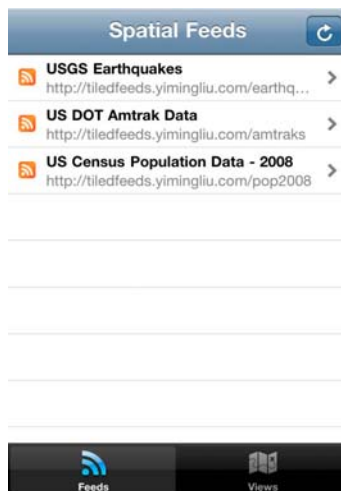 Spatial Feeds
USGS Earthquakes
http://tiledfeeds.yimingliu.com/earthq...
US DOT Amtrak Data
http://tiledfeeds.yimingliu.com/amtraks
US Census Population Data - 2008
http://tiledfeeds.yimingliu.com/pop2008
Feeds Views